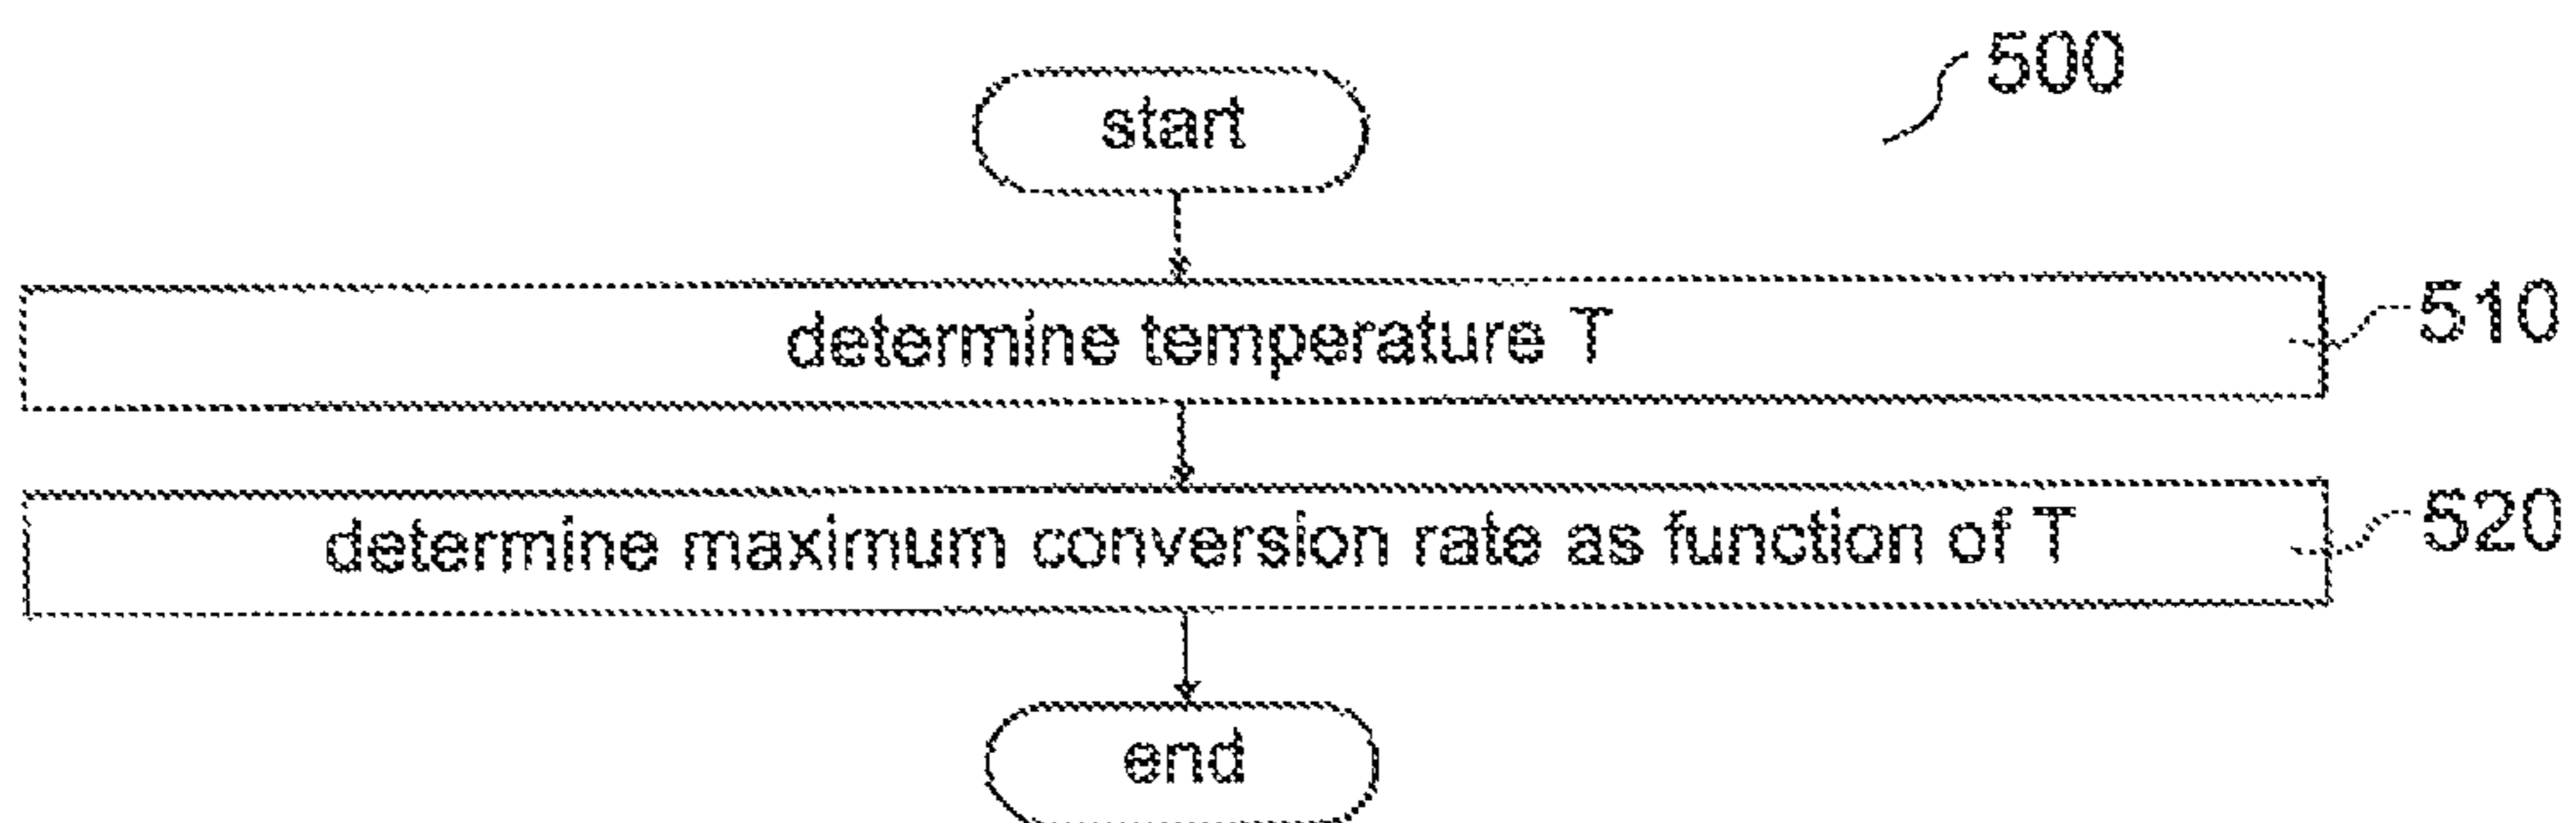 500
start
determine temperature T
510
determine maximum conversion rate as function of T
520
end